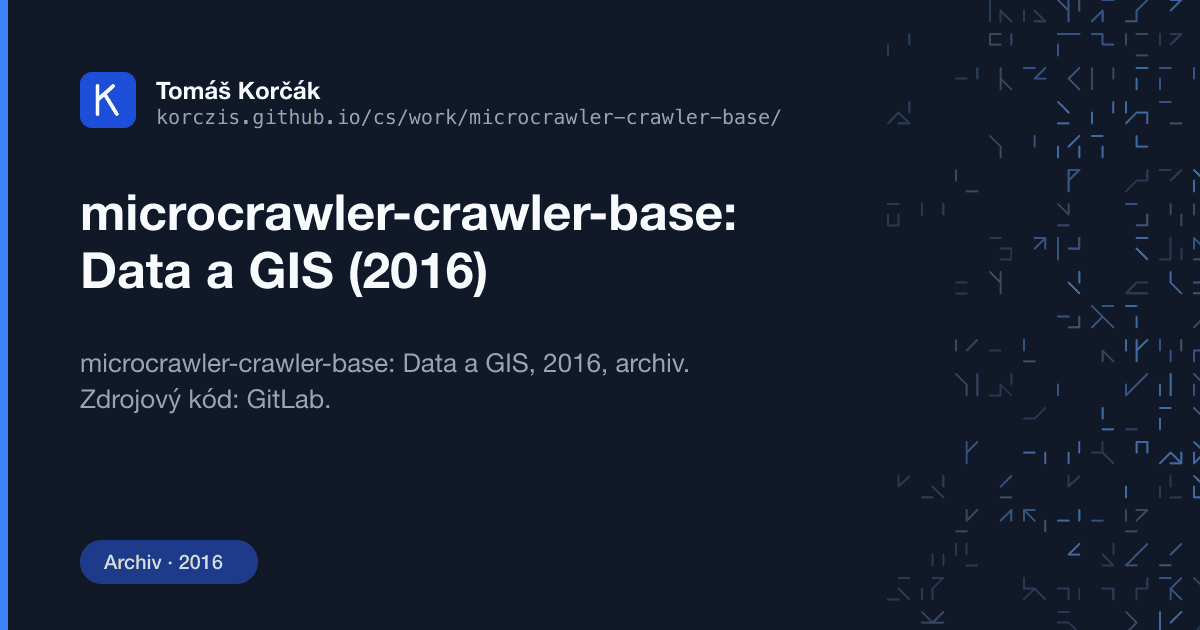 Tomáš Korčák
korczis.github.io/cs/work/microcrawler-crawler-base/
microcrawler-crawler-base:
Data a GIS (2016)
microcrawler-crawler-base: Data a GIS, 2016, archiv.
Zdrojový kód: GitLab.
Archiv · 2016